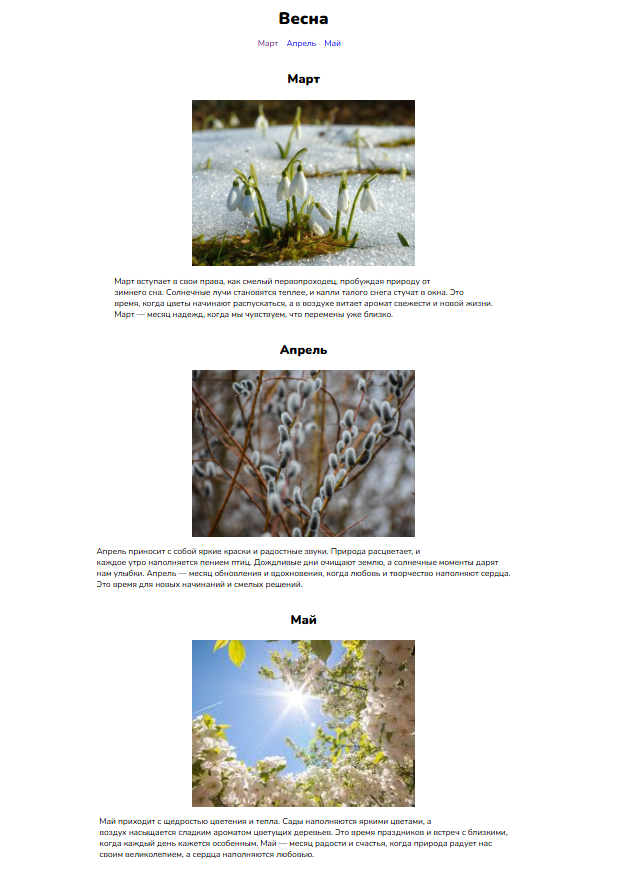 Весна
Март Апрель Май
Март
Март вступает в свои права, как смелый первопроходец, пробуждая природу от
зимнего сна. Солнечные лучи становятся теплее, и капли талого снега стучат в окна. Это
время, когда цветы начинают распускаться, а в воздухе витает аромат свежести и новой жизни.
Март — месяц надежд, когда мы чувствуем, что перемены уже близко.
Апрель
Апрель приносит с собой яркие краски и радостные звуки. Природа расцветает, и
каждое утро наполняется пением птиц. Дождливые дни очищают землю, а солнечные моменты дарят
нам улыбки. Апрель — месяц обновления и вдохновения, когда любовь и творчество наполняют сердца.
Это время для новых начинаний и смелых решений.
Май
Май приходит с щедростью цветения и тепла. Сады наполняются яркими цветами, а
воздух насыщается сладким ароматом цветущих деревьев. Это время праздников и встреч с близкими,
когда каждый день кажется особенным. Май — месяц радости и счастья, когда природа радует нас
своим великолепием, а сердца наполняются любовью.